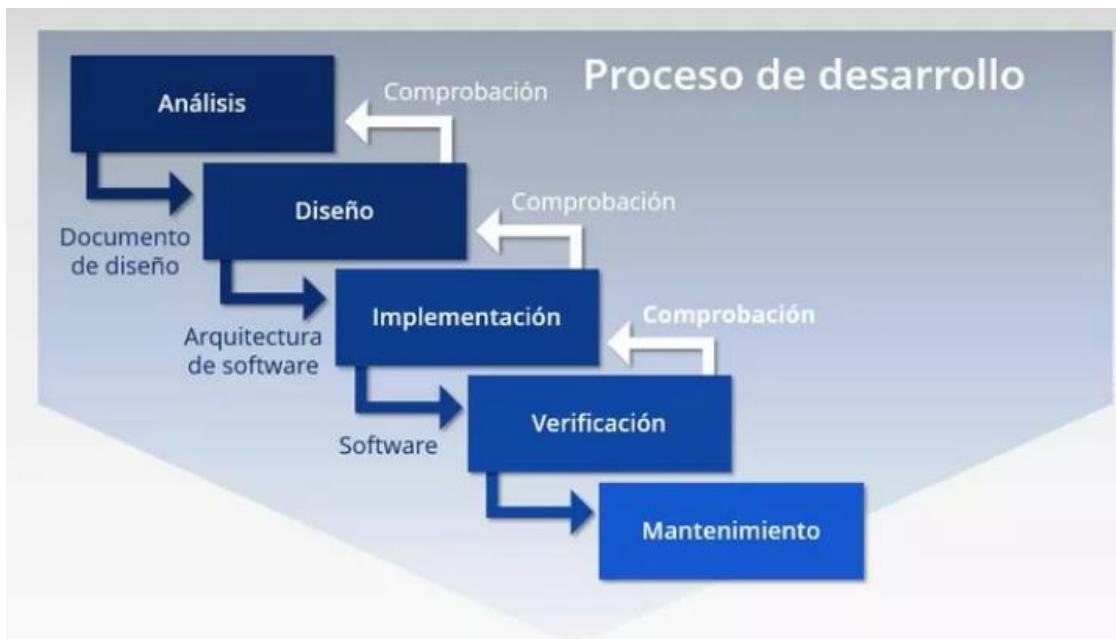 Proceso de desarrollo
Análisis
Comprobación
Diseño
Comprobación
Documento
de diseño
Implementación
Comprobación
Arquitectura
de software
Verificación
Software
Mantenimiento